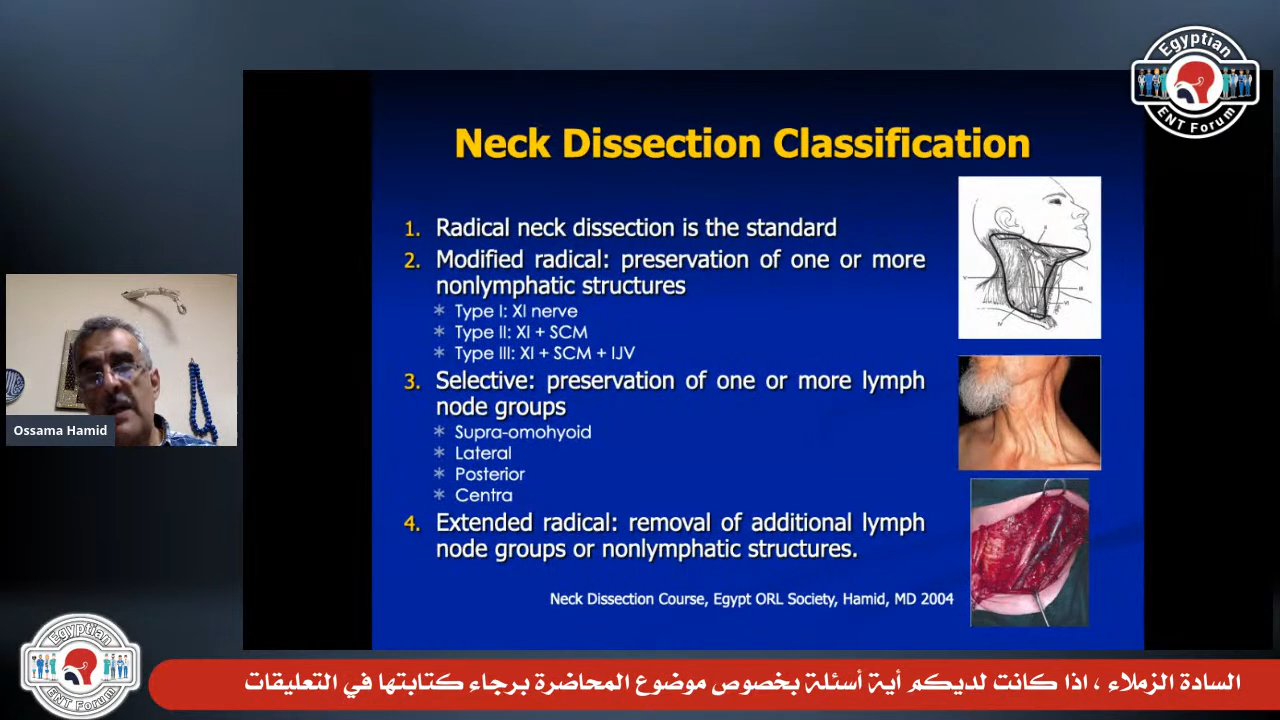 Egyptian
ENT Forum
Neck Dissection Classification
1. Radical neck dissection is the standard
2. Modified radical: preservation of one or more
nonlymphatic structures
* Type I: XI nerve
* Type II: XI + SCM
* Type III: XI + SCM + IJV
3. Selective: preservation of one or more lymph
node groups
* Supra-omohyoid
* Lateral
* Posterior
* Centra
4. Extended radical: removal of additional lymph
node groups or nonlymphatic structures.
Neck Dissection Course, Egypt ORL Society, Hamid, MD 2004
Ossama Hamid
Egyptian
ENT Forum
السادة الزملاء ، اذا كانت لديكم أية أسئلة بخصوص موضوع المحاضرة برجاء كتابتها في التعليقات